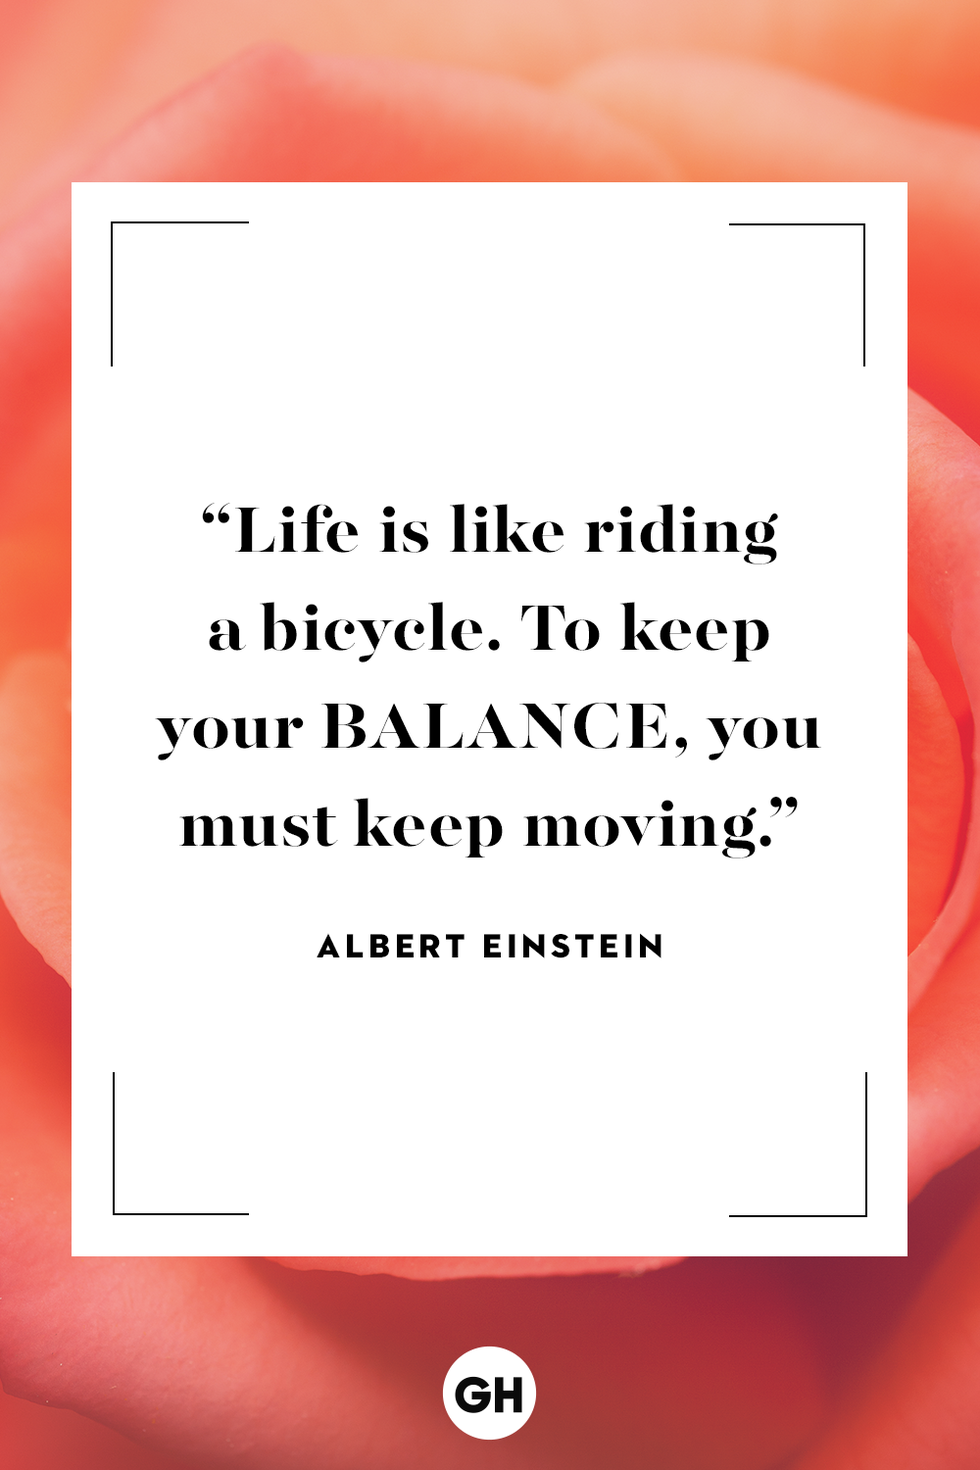 “Life is like riding
a bicycle. To keep
your BALANCE, you
must keep moving.”
ALBERT EINSTEIN
GH